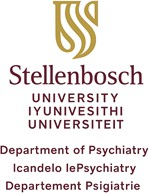 Stellenbosch
UNIVERSITY
IYUNIVESITHI
UNIVERSITEIT
Department of Psychiatry
Icandelo lePsychiatry
Departement Psigiatrie